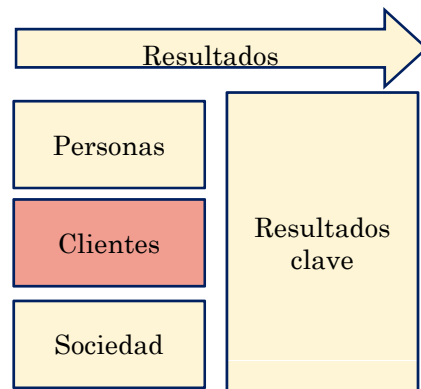 Resultados
Personas
Clientes
Sociedad
Resultados
clave